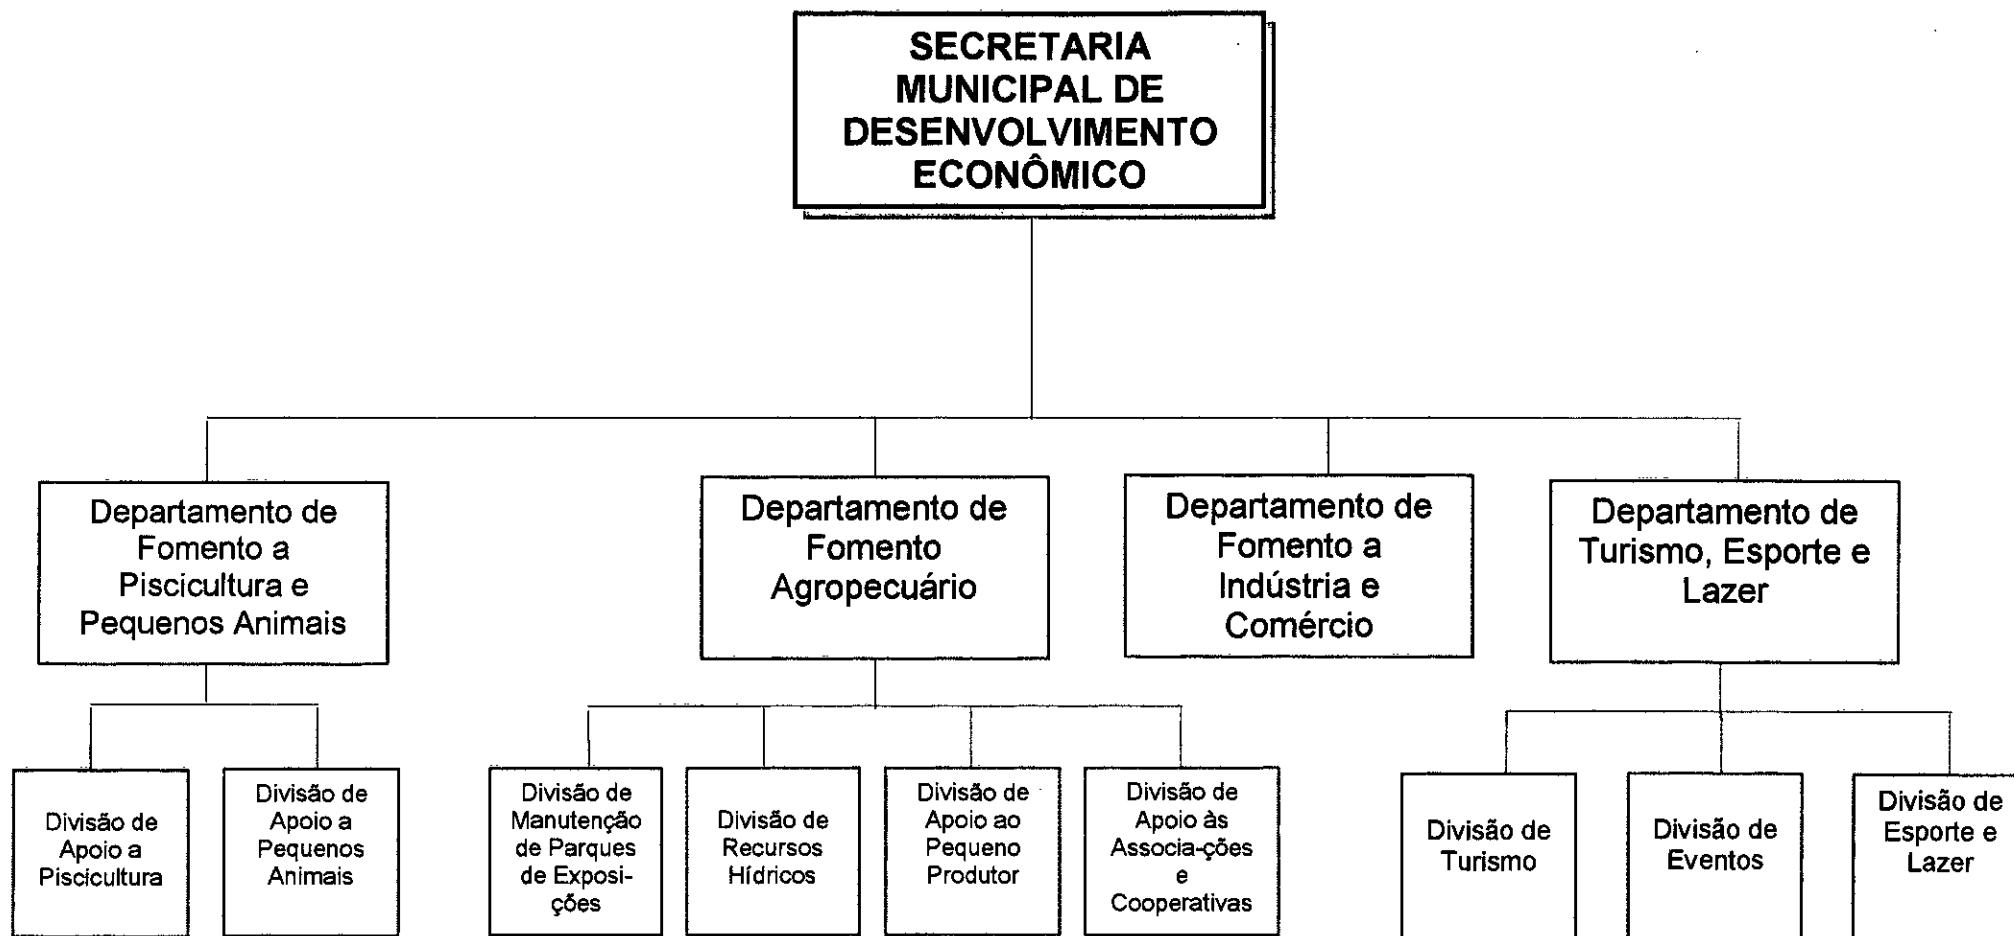 SECRETARIA
MUNICIPAL DE
DESENVOLVIMENTO
ECONÔMICO
Departamento de
Fomento a
Piscicultura e
Pequenos Animais
Departamento de
Fomento
Agropecuário
Departamento de
Fomento a
Indústria e
Comércio
Departamento de
Turismo, Esporte e
Lazer
Divisão de
Apoio a
Piscicultura
Divisão de
Apoio a
Pequenos
Animais
Divisão de
Manutenção
de Parques
de Exposi-
ções
Divisão de
Recursos
Hídricos
Divisão de
Apoio ao
Pequeno
Produtor
Divisão de
Apoio às
Associa-ções
e
Cooperativas
Divisão de
Turismo
Divisão de
Eventos
Divisão de
Esporte e
Lazer